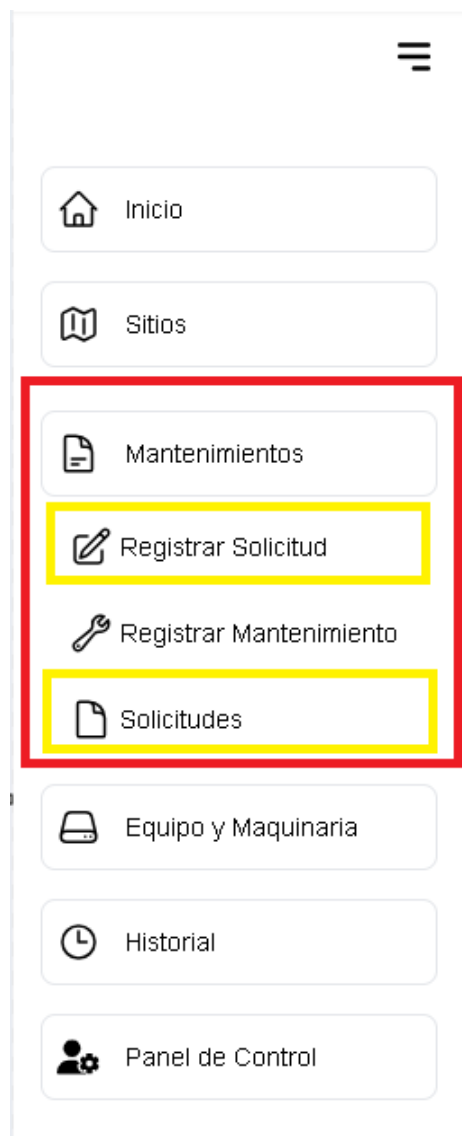 Inicio
Sitios
Mantenimientos
Registrar Solicitud
Registrar Mantenimiento
Solicitudes
Equipo y Maquinaria
Historial
Panel de Control